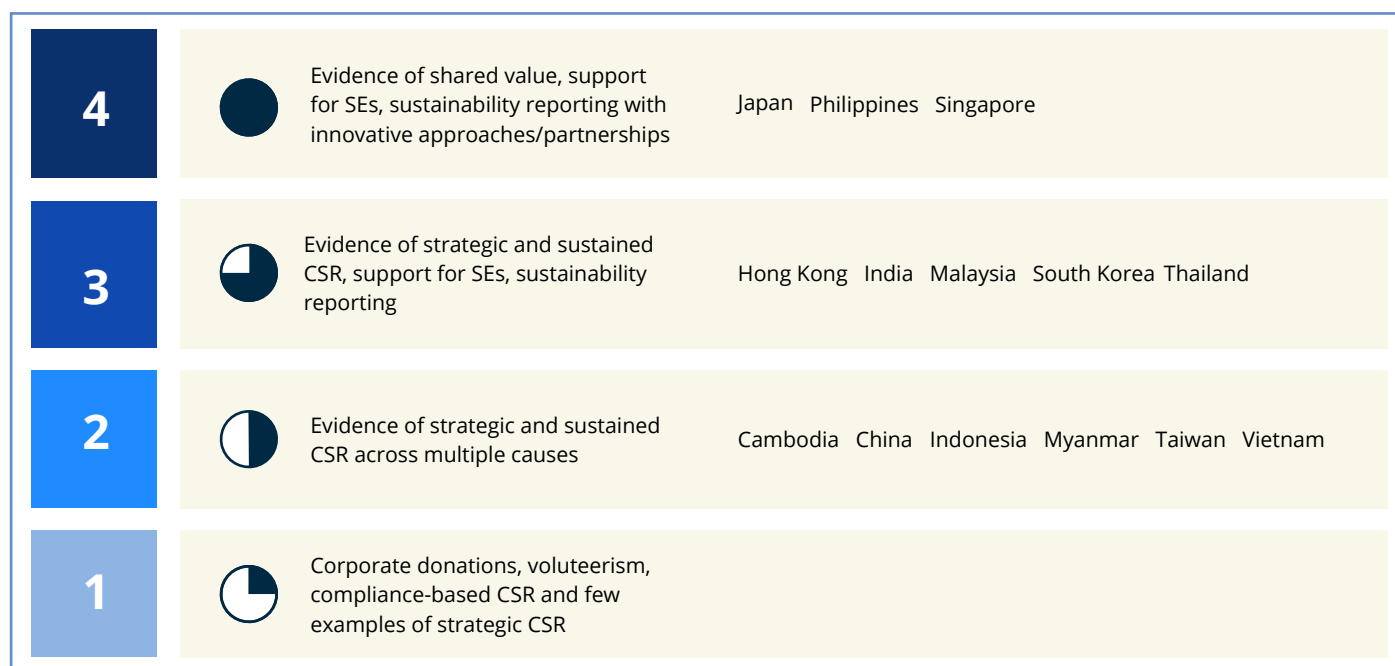 4
Evidence of shared value, support
for SEs, sustainability reporting with
innovative approaches/partnerships
Japan Philippines Singapore
3
Evidence of strategic and sustained
CSR, support for SEs, sustainability
reporting
Hong Kong India Malaysia South Korea Thailand
2
Evidence of strategic and sustained
CSR across multiple causes
Cambodia China Indonesia Myanmar Taiwan Vietnam
1
Corporate donations, voluteerism,
compliance-based CSR and few
examples of strategic CSR